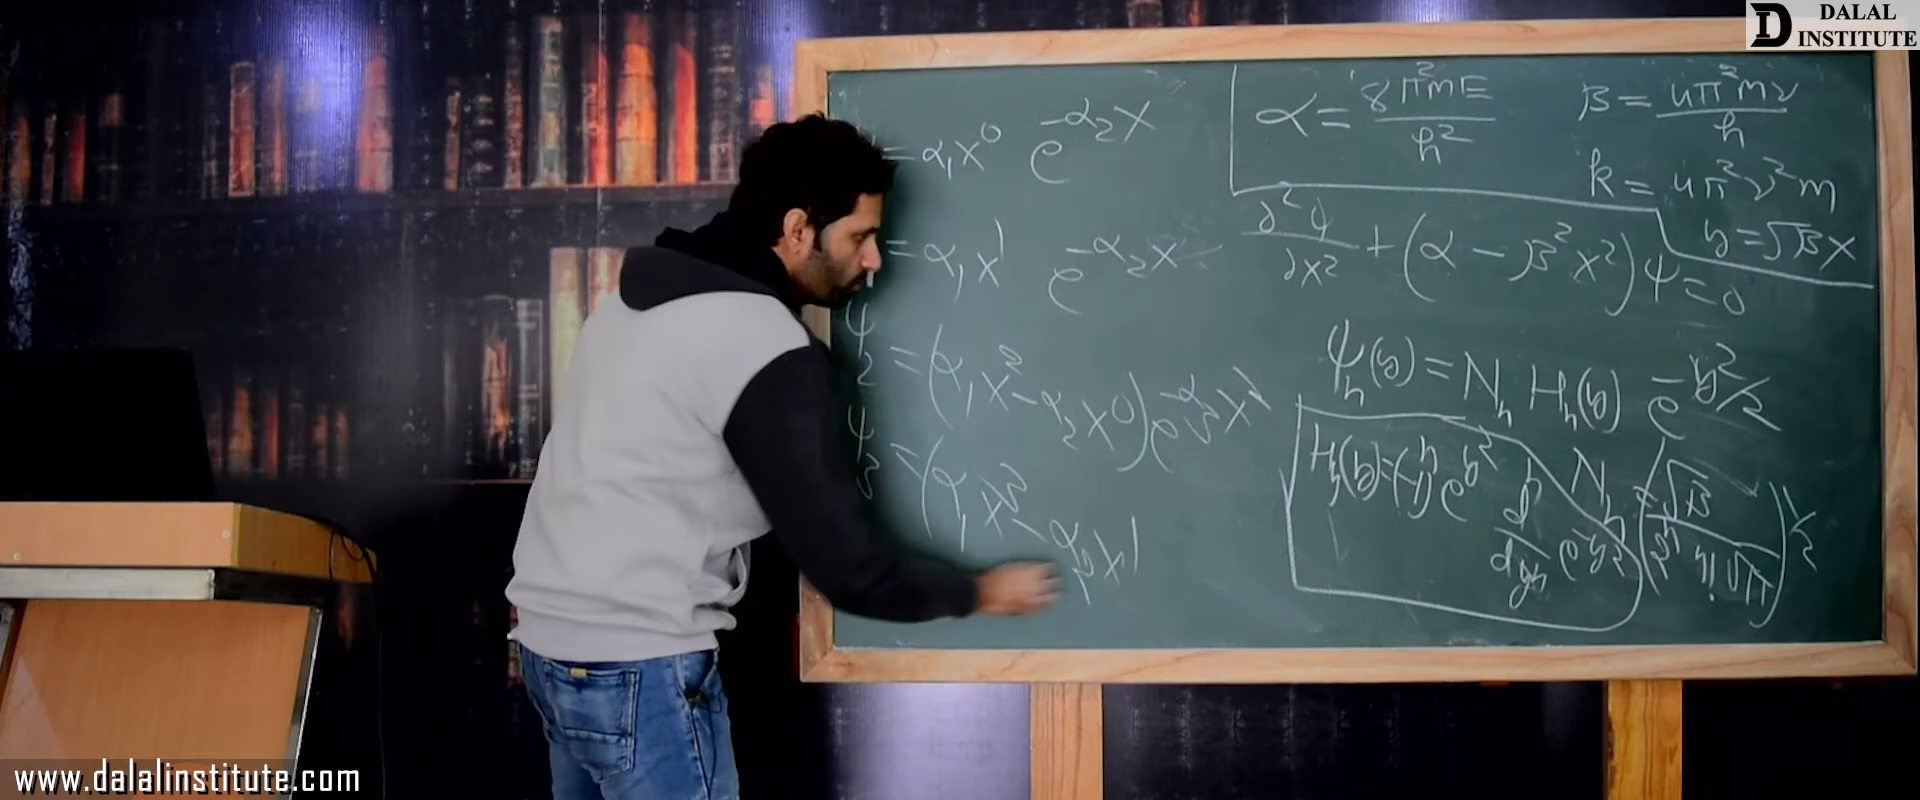 DALAL
INSTITUTE
= α₁x⁰ e^-α₂x
= α₁x¹ e^-α₂x
ψ₂ = (α₁x² - α₂x⁰) e^-α₃x²
ψ₃ = (α₁x³ - α₂x¹
α = 8π²mE/h²
β = 4π²mν/h
k = 4π²ν²m
y = √βx
∂²ψ/∂x² + (α - β²x²)ψ = 0
ψₙ(y) = Nₙ Hₙ(y) e^-y²/2
Hₙ(y) = (-1)ⁿ e^y² dⁿ/dyⁿ e^-y²
Nₙ = (√β/2ⁿ n!√π)^1/2
www.dalalinstitute.com